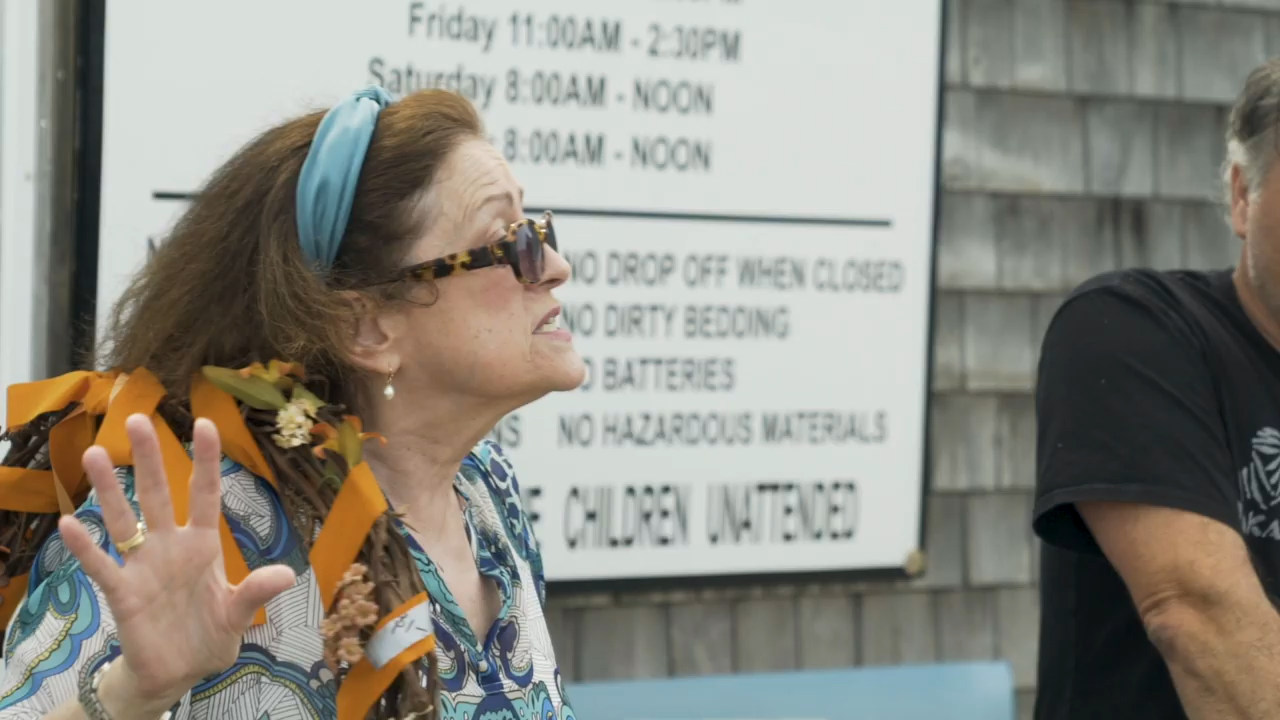 Friday 11:00AM - 2:30PM
Saturday 8:00AM - NOON
8:00AM - NOON
NO DROP OFF WHEN CLOSED
NO DIRTY BEDDING
BATTERIES
NO HAZARDOUS MATERIALS
CHILDREN UNATTENDED